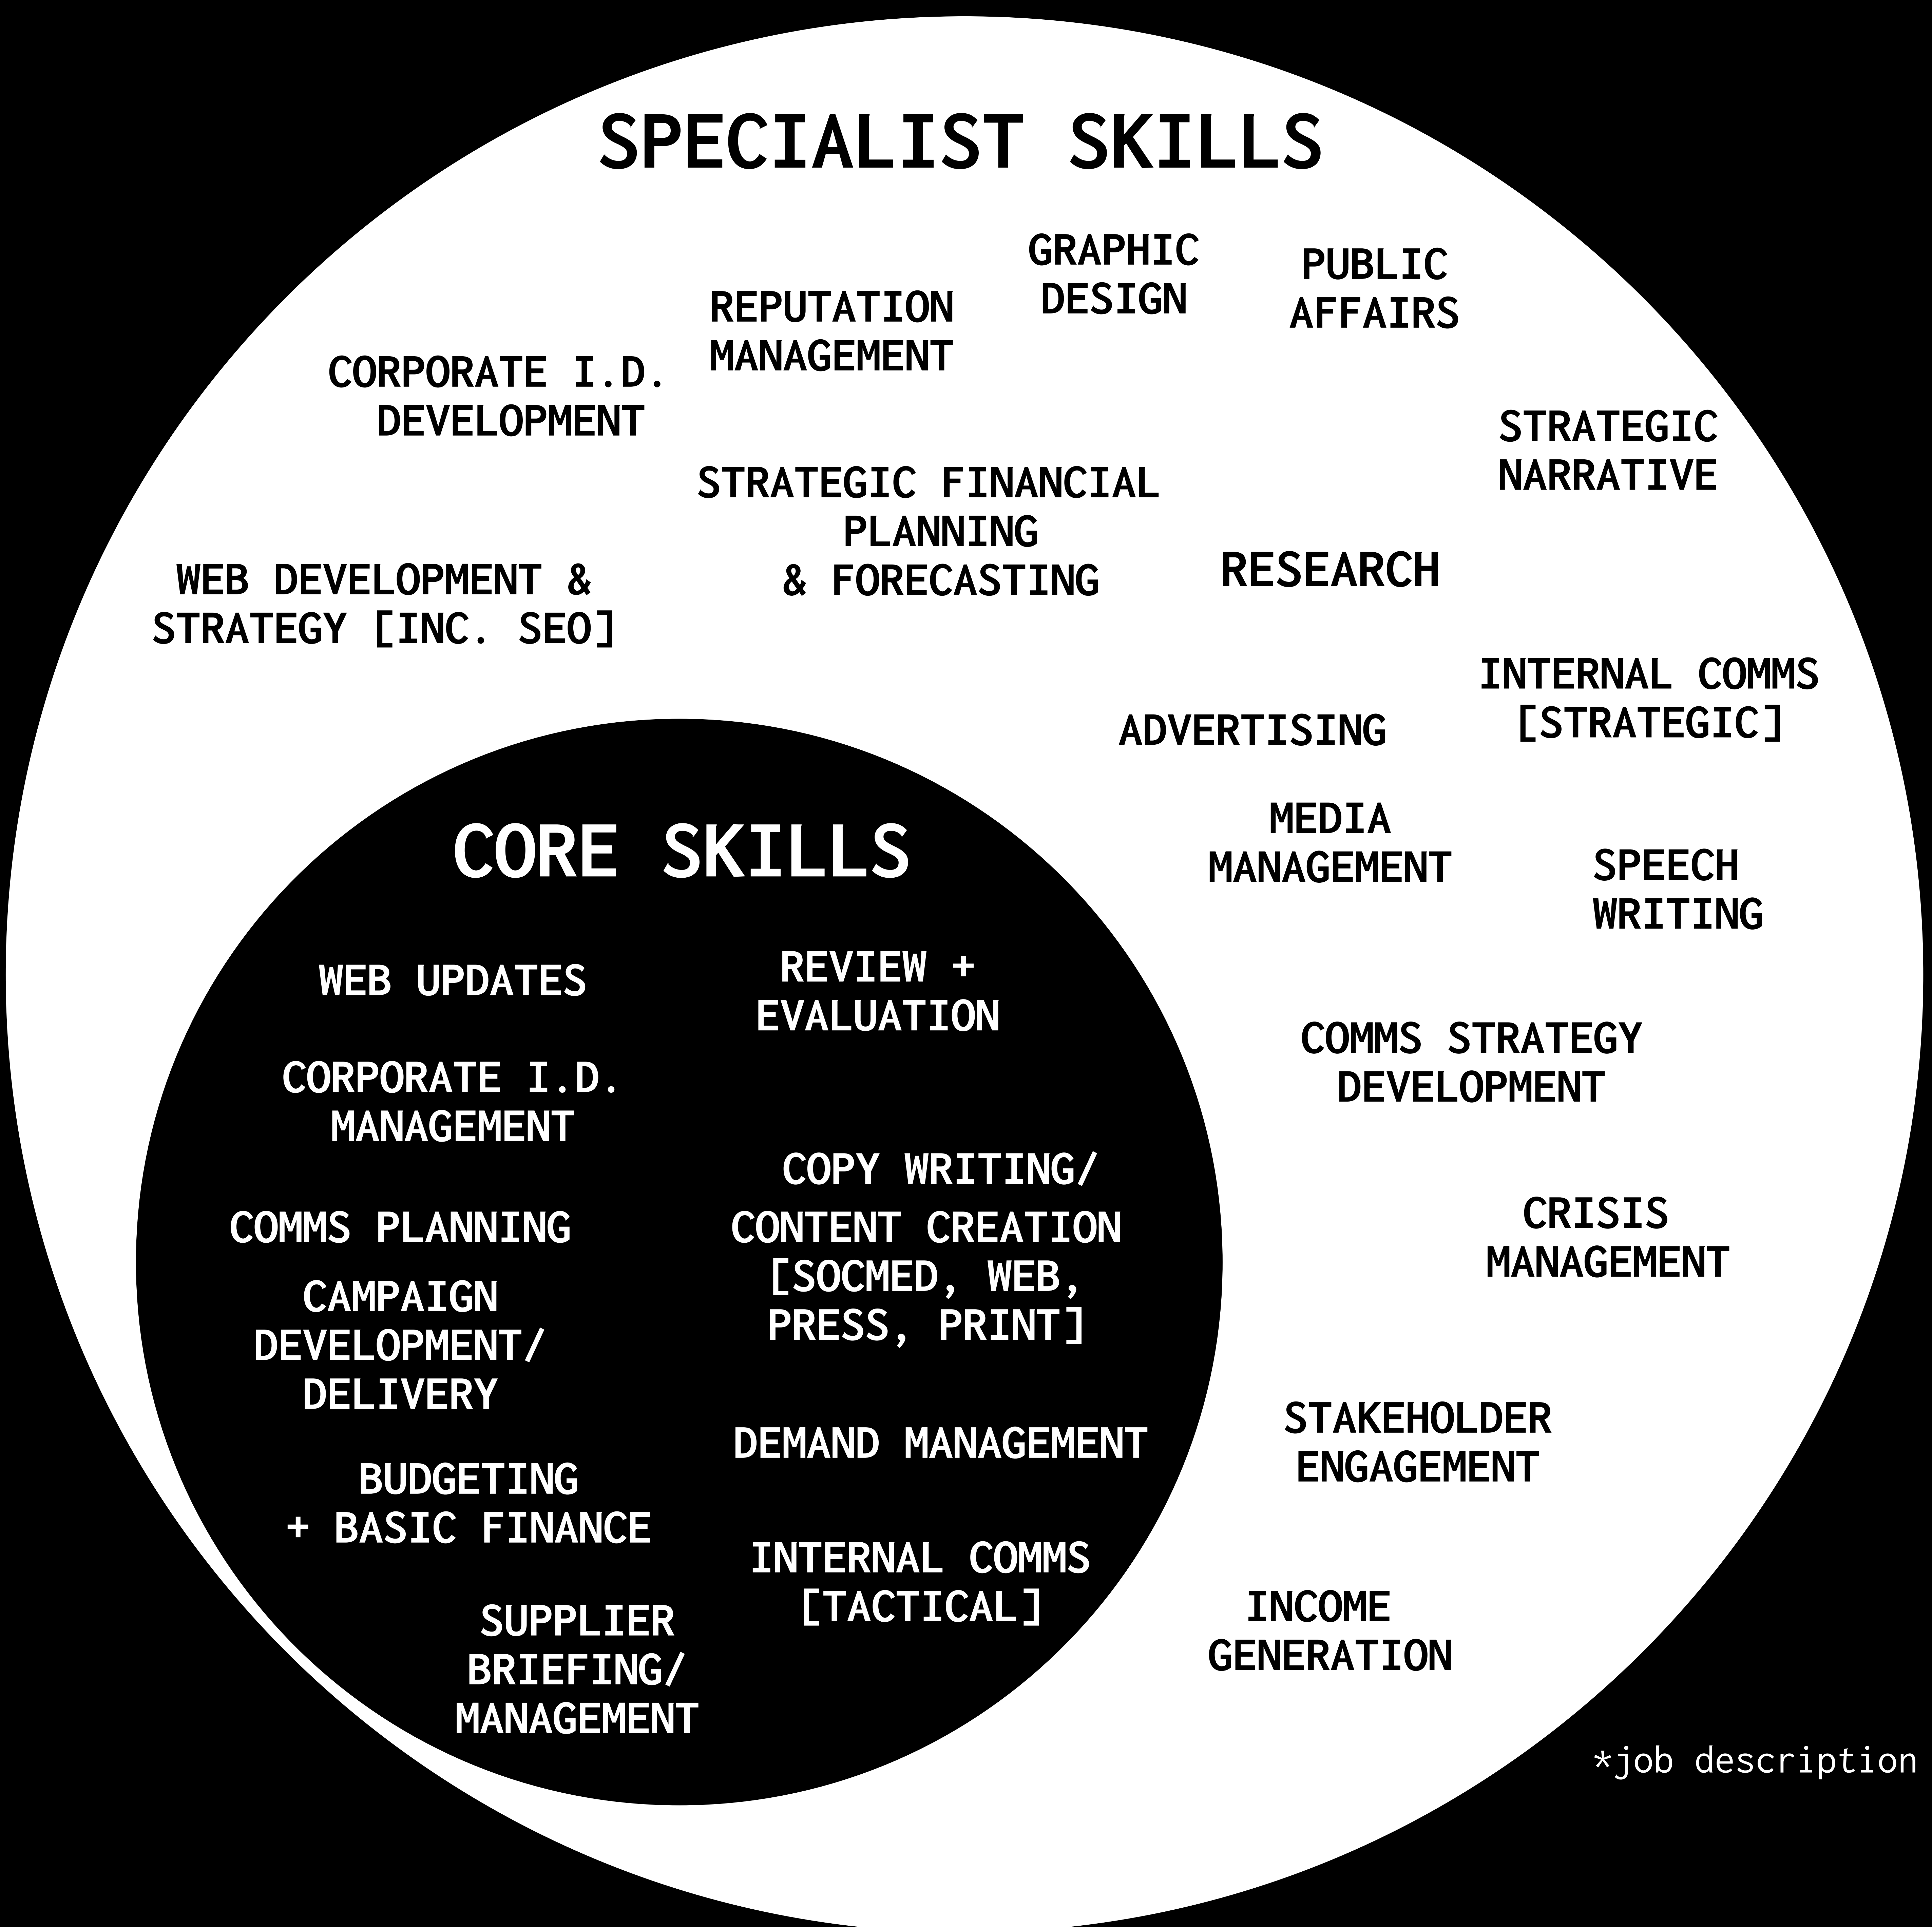 SPECIALIST SKILLS
GRAPHIC
DESIGN
PUBLIC
AFFAIRS
REPUTATION
MANAGEMENT
CORPORATE I.D.
DEVELOPMENT
STRATEGIC
NARRATIVE
STRATEGIC FINANCIAL
PLANNING
& FORECASTING
RESEARCH
WEB DEVELOPMENT &
STRATEGY [INC. SEO]
INTERNAL COMMS
[STRATEGIC]
ADVERTISING
MEDIA
MANAGEMENT
SPEECH
WRITING
COMMS STRATEGY
DEVELOPMENT
CRISIS
MANAGEMENT
STAKEHOLDER
ENGAGEMENT
INCOME
GENERATION
CORE SKILLS
WEB UPDATES
REVIEW +
EVALUATION
CORPORATE I.D.
MANAGEMENT
COPY WRITING/
CONTENT CREATION
[SOCMED, WEB,
PRESS, PRINT]
COMMS PLANNING
CAMPAIGN
DEVELOPMENT/
DELIVERY
DEMAND MANAGEMENT
BUDGETING
+ BASIC FINANCE
INTERNAL COMMS
[TACTICAL]
SUPPLIER
BRIEFING/
MANAGEMENT
*job description